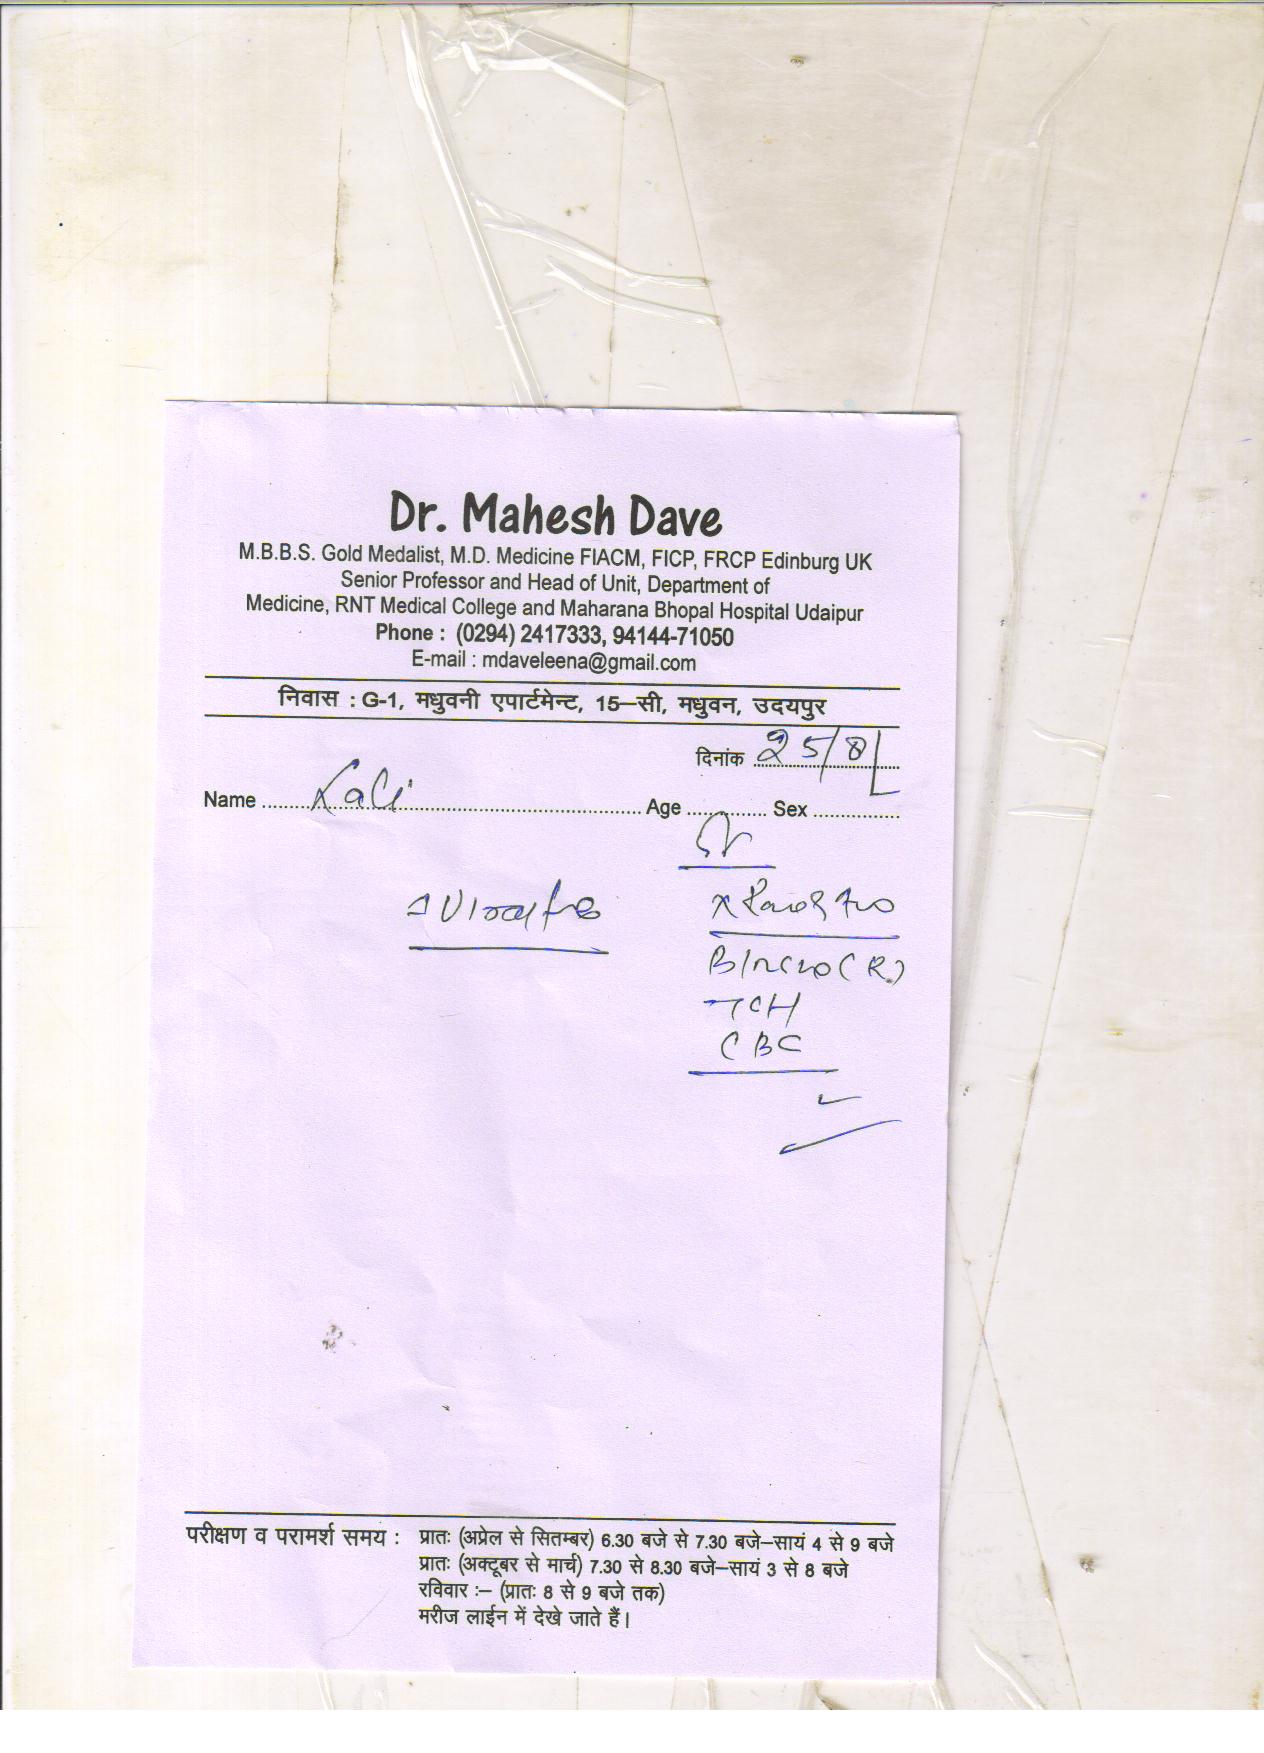 Dr. Mahesh Dave
M.B.B.S. Gold Medalist, M.D. Medicine FIACM, FICP, FRCP Edinburg UK
Senior Professor and Head of Unit, Department of
Medicine, RNT Medical College and Maharana Bhopal Hospital Udaipur
Phone : (0294) 2417333, 94144-71050
E-mail : mdaveleena@gmail.com
निवास : G-1, मधुवनी एपार्टमेन्ट, 15–सी, मधुवन, उदयपुर
दिनांक 25/8
Name Age Sex
TCH
CBC
परीक्षण व परामर्श समय : प्रातः (अप्रेल से सितम्बर) 6.30 बजे से 7.30 बजे–सायं 4 से 9 बजे
प्रातः (अक्टूबर से मार्च) 7.30 से 8.30 बजे–सायं 3 से 8 बजे
रविवार :– (प्रातः 8 से 9 बजे तक)
मरीज लाईन में देखे जाते हैं।